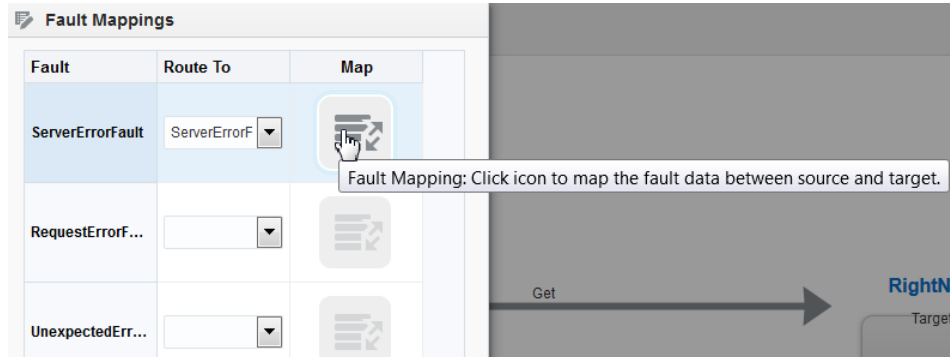 Fault Mappings
Fault Route To Map
ServerErrorFault ServerErrorF
Fault Mapping: Click icon to map the fault data between source and target.
RequestErrorF...
Get
RightN
Target
UnexpectedErr...